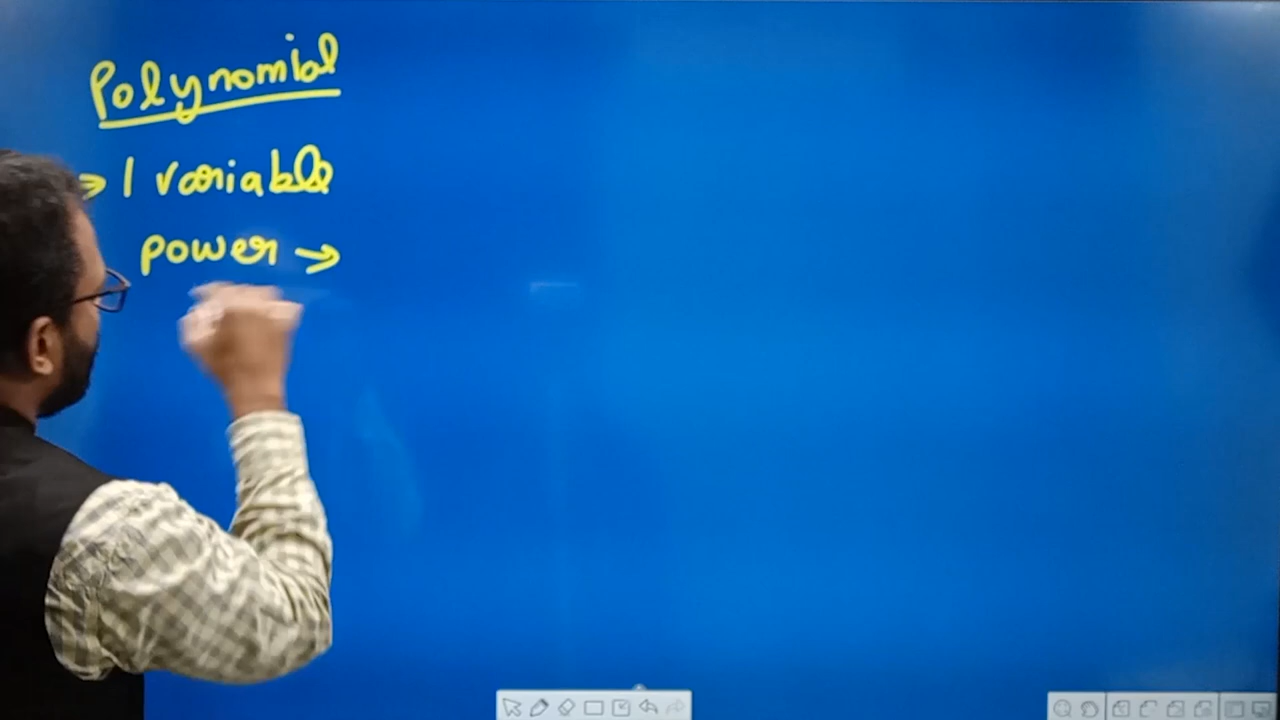 Polynomial
→ 1 variable
power →